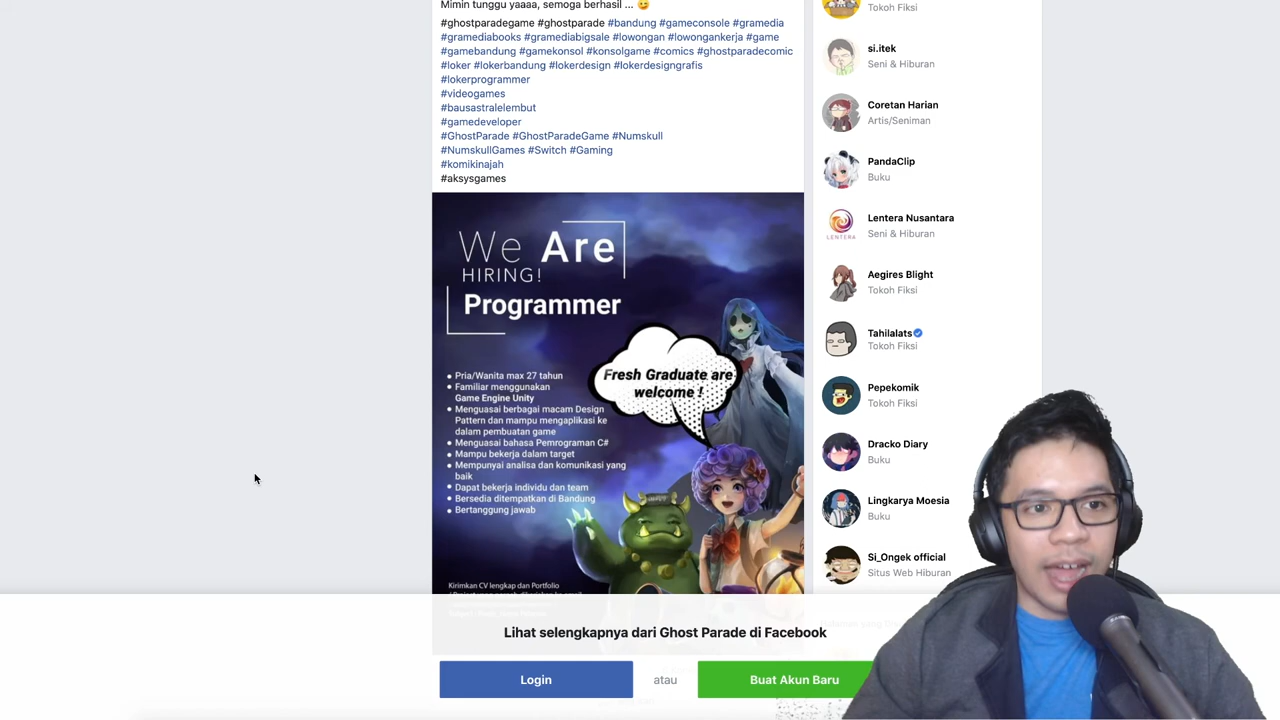 Mimin tunggu yaaaa, semoga berhasil ... 😉
#ghostparadegame #ghostparade #bandung #gameconsole #gramedia
#gramediabooks #gramediabigsale #lowongan #lowongankerja #game
#gamebandung #gamekonsol #konsolgame #comics #ghostparadecomic
#loker #lokerbandung #lokerdesign #lokerdesigngrafis
#lokerprogrammer
#videogames
#bausastralelembut
#gamedeveloper
#GhostParade #GhostParadeGame #Numskull
#NumskullGames #Switch #Gaming
#komikinajah
#aksysgames
We Are
HIRING!
Programmer
Fresh Graduate are
welcome !
• Pria/Wanita max 27 tahun
• Familiar menggunakan
Game Engine Unity
• Menguasai berbagai macam Design
Pattern dan mampu mengaplikasi ke
dalam pembuatan game
• Menguasai bahasa Pemrograman C#
• Mampu bekerja dalam target
• Mempunyai analisa dan komunikasi yang
baik
• Dapat bekerja individu dan team
• Bersedia ditempatkan di Bandung
• Bertanggung jawab
Kirimkan CV lengkap dan Portfolio
Tokoh Fiksi
si.itek
Seni & Hiburan
Coretan Harian
Artis/Seniman
PandaClip
Buku
Lentera Nusantara
Seni & Hiburan
LENTERA
Aegires Blight
Tokoh Fiksi
Tahilalats
Tokoh Fiksi
Pepekomik
Tokoh Fiksi
Dracko Diary
Buku
Lingkarya Moesia
Buku
Si_Ongek official
Situs Web Hiburan
Lihat selengkapnya dari Ghost Parade di Facebook
Login
atau
Buat Akun Baru